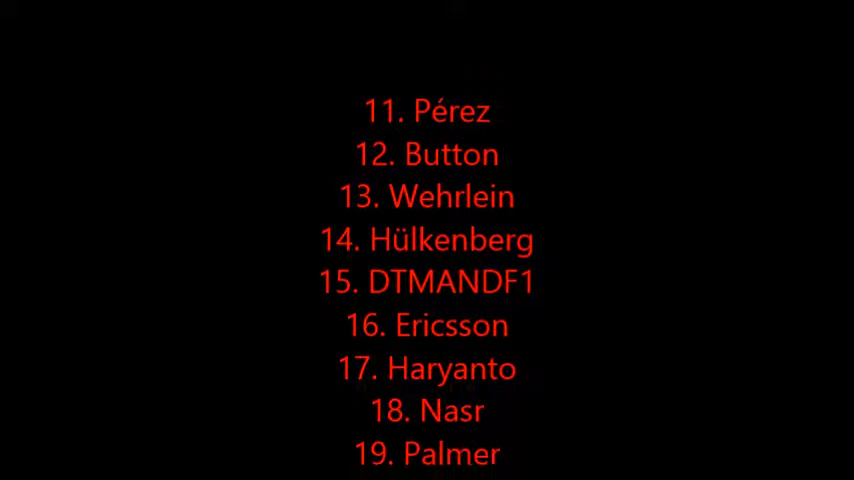 11. Pérez
12. Button
13. Wehrlein
14. Hülkenberg
15. DTMANDF1
16. Ericsson
17. Haryanto
18. Nasr
19. Palmer